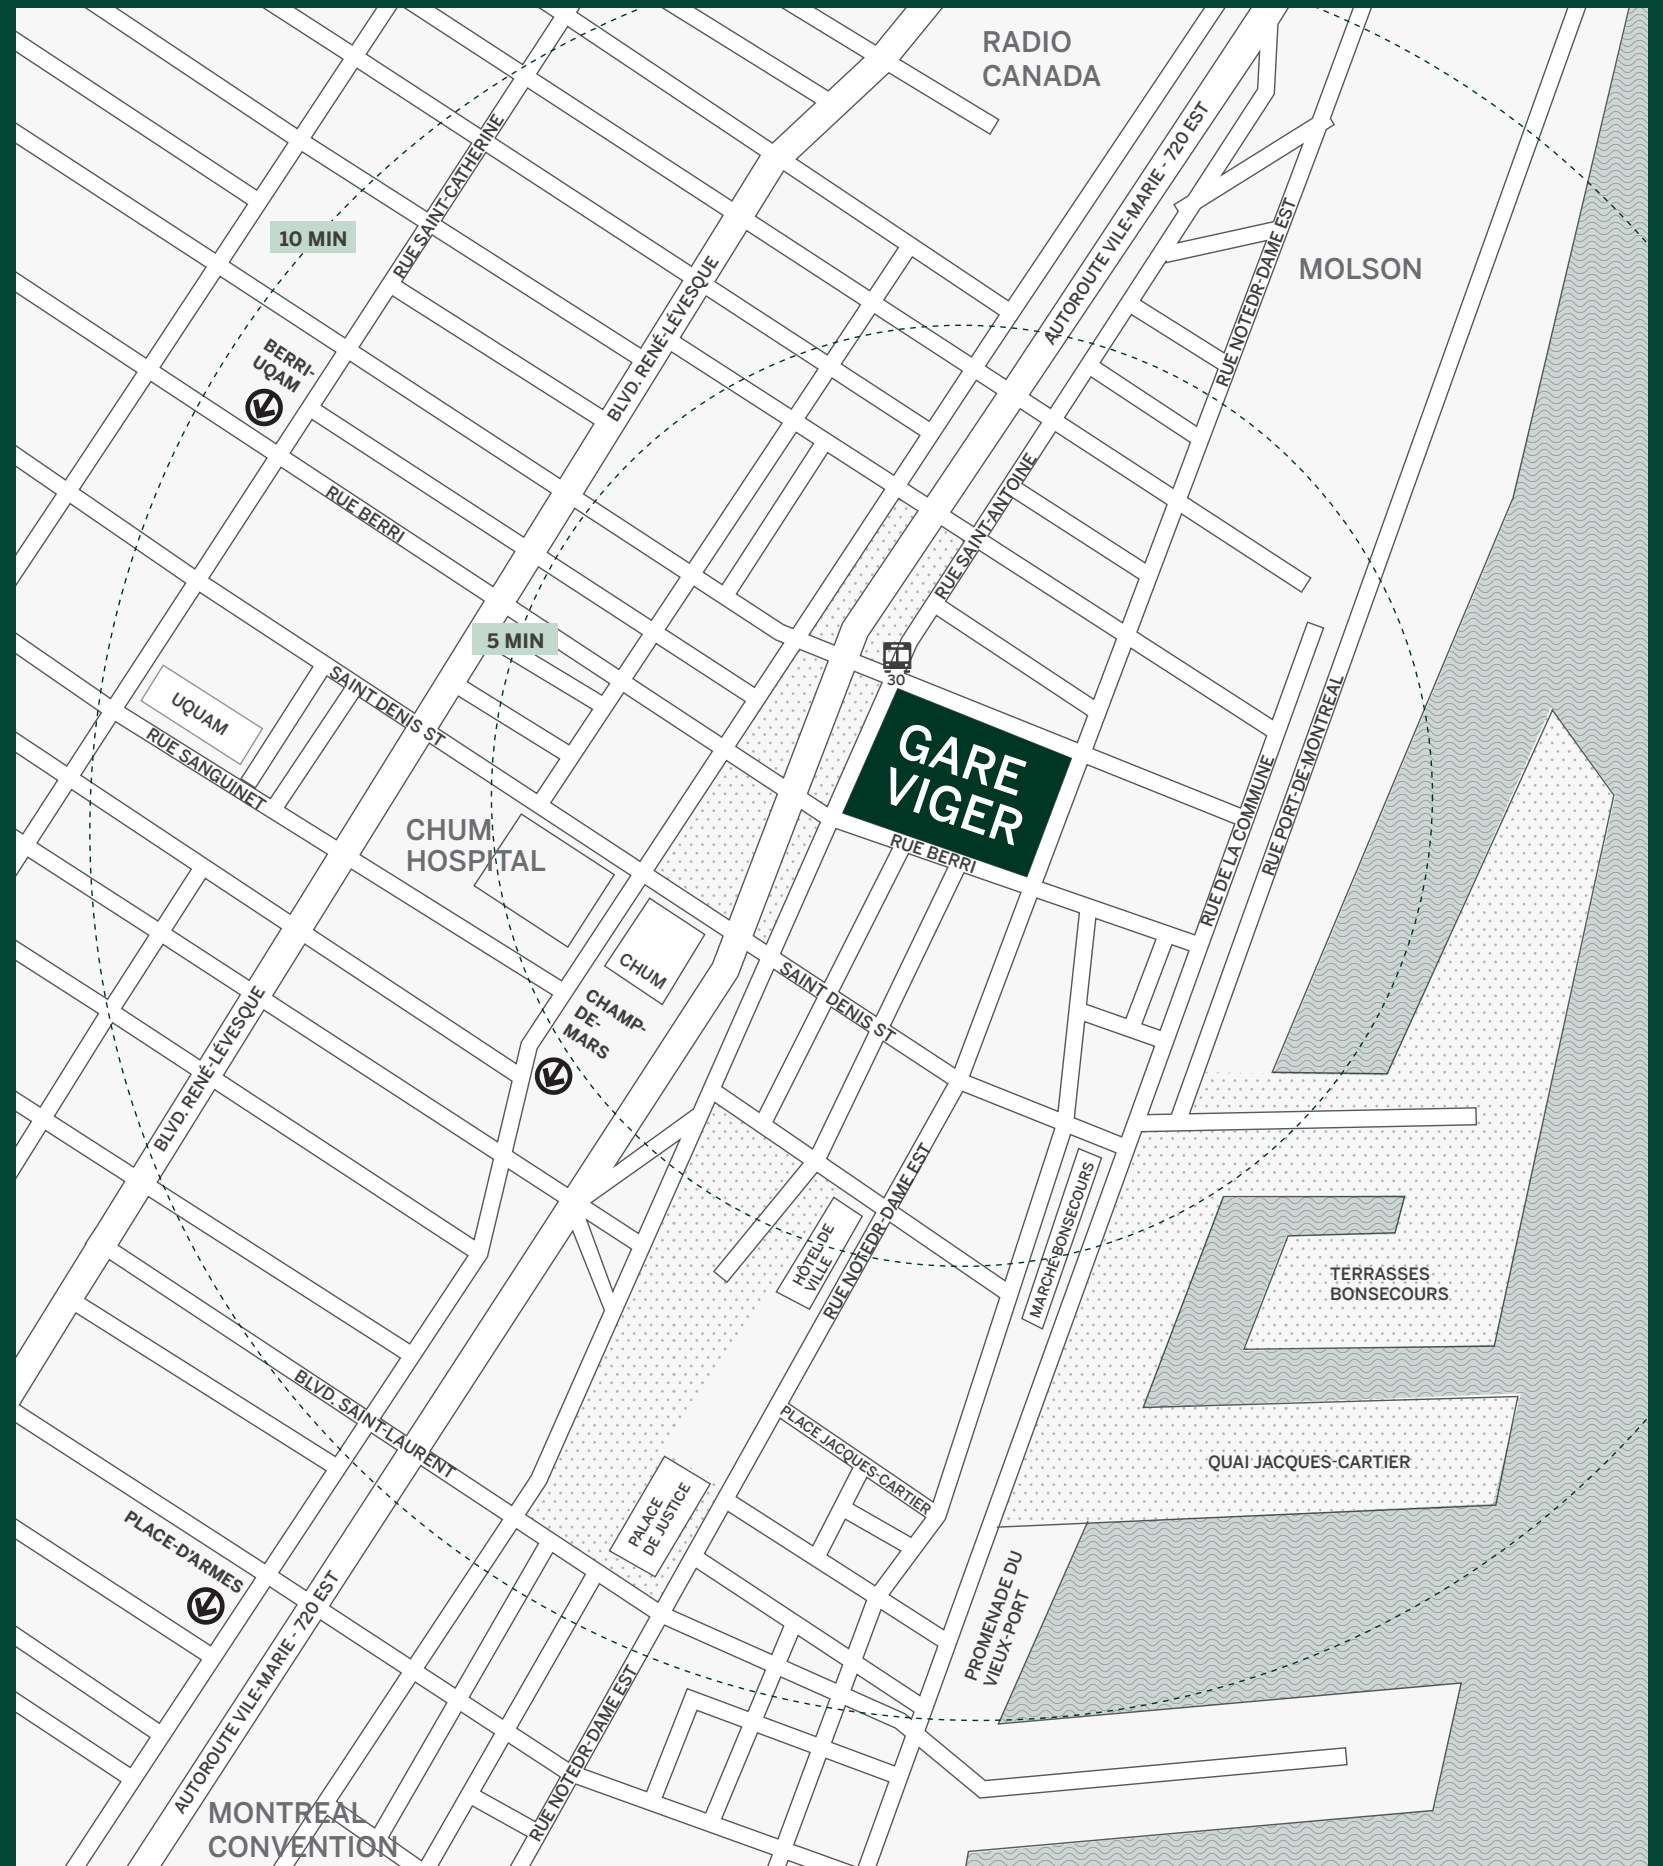 RADIO
CANADA
AUTOROUTE VILE-MARIE - 720 EST
RUE SAINT-CATHERINE
10 MIN
RUE NOTEDR-DAME EST
MOLSON
BLVD. RENÉ-LÉVESQUE
BERRI-
UQAM
RUE SAINT-ANTOINE
RUE BERRI
5 MIN
30
SAINT DENIS ST
UQUAM
RUE SANGUINET
GARE
VIGER
RUE BERRI
RUE DE LA COMMUNE
RUE PORT-DE-MONTREAL
CHUM
HOSPITAL
CHUM
CHAMP-
DE-
MARS
SAINT DENIS ST
BLVD. RENÉ-LÉVESQUE
RUE NOTEDR-DAME EST
HÔTEL DE
VILLE
MARCHE BONSECOURS
TERRASSES
BONSECOURS
BLVD. SAINT-LAURENT
PLACE JACQUES-CARTIER
QUAI JACQUES-CARTIER
PALACE
DE JUSTICE
PLACE-D'ARMES
PROMENADE DU
VIEUX-PORT
AUTOROUTE VILE-MARIE - 720 EST
RUE NOTEDR-DAME EST
MONTREAL
CONVENTION